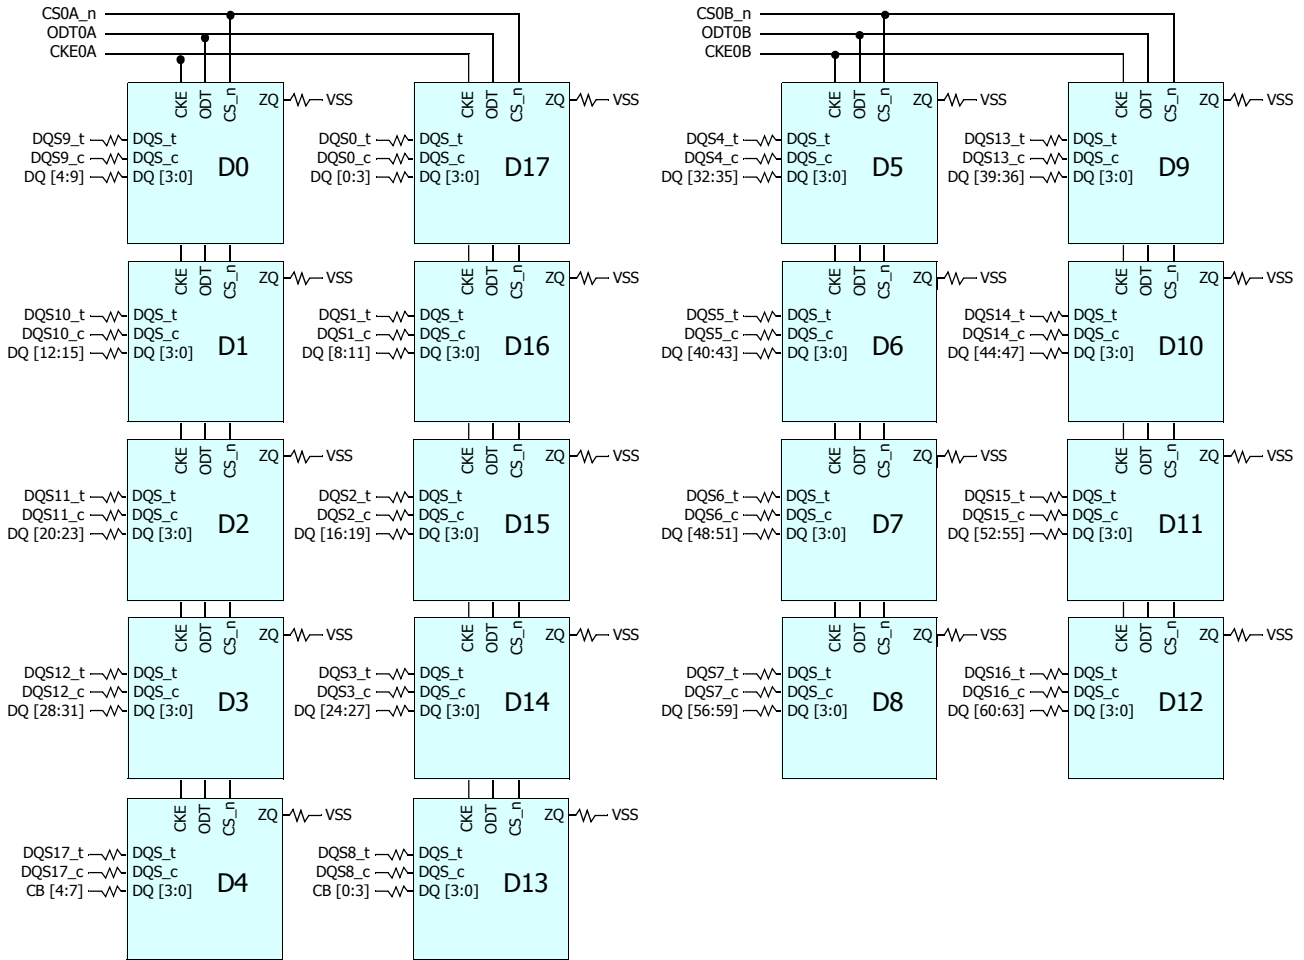 CS0A_n
ODT0A
CKE0A
CS0B_n
ODT0B
CKE0B
CKE ODT CS_n ZQ VSS
DQS9_t DQS_t
DQS9_c DQS_c
DQ [4:9] DQ [3:0]
D0
CKE ODT CS_n ZQ VSS
DQS0_t DQS_t
DQS0_c DQS_c
DQ [0:3] DQ [3:0]
D17
CKE ODT CS_n ZQ VSS
DQS4_t DQS_t
DQS4_c DQS_c
DQ [32:35] DQ [3:0]
D5
CKE ODT CS_n ZQ VSS
DQS13_t DQS_t
DQS13_c DQS_c
DQ [39:36] DQ [3:0]
D9
CKE ODT CS_n ZQ VSS
DQS10_t DQS_t
DQS10_c DQS_c
DQ [12:15] DQ [3:0]
D1
CKE ODT CS_n ZQ VSS
DQS1_t DQS_t
DQS1_c DQS_c
DQ [8:11] DQ [3:0]
D16
CKE ODT CS_n ZQ VSS
DQS5_t DQS_t
DQS5_c DQS_c
DQ [40:43] DQ [3:0]
D6
CKE ODT CS_n ZQ VSS
DQS14_t DQS_t
DQS14_c DQS_c
DQ [44:47] DQ [3:0]
D10
CKE ODT CS_n ZQ VSS
DQS11_t DQS_t
DQS11_c DQS_c
DQ [20:23] DQ [3:0]
D2
CKE ODT CS_n ZQ VSS
DQS2_t DQS_t
DQS2_c DQS_c
DQ [16:19] DQ [3:0]
D15
CKE ODT CS_n ZQ VSS
DQS6_t DQS_t
DQS6_c DQS_c
DQ [48:51] DQ [3:0]
D7
CKE ODT CS_n ZQ VSS
DQS15_t DQS_t
DQS15_c DQS_c
DQ [52:55] DQ [3:0]
D11
CKE ODT CS_n ZQ VSS
DQS12_t DQS_t
DQS12_c DQS_c
DQ [28:31] DQ [3:0]
D3
CKE ODT CS_n ZQ VSS
DQS3_t DQS_t
DQS3_c DQS_c
DQ [24:27] DQ [3:0]
D14
CKE ODT CS_n ZQ VSS
DQS7_t DQS_t
DQS7_c DQS_c
DQ [56:59] DQ [3:0]
D8
CKE ODT CS_n ZQ VSS
DQS16_t DQS_t
DQS16_c DQS_c
DQ [60:63] DQ [3:0]
D12
CKE ODT CS_n ZQ VSS
DQS17_t DQS_t
DQS17_c DQS_c
CB [4:7] DQ [3:0]
D4
CKE ODT CS_n ZQ VSS
DQS8_t DQS_t
DQS8_c DQS_c
CB [0:3] DQ [3:0]
D13